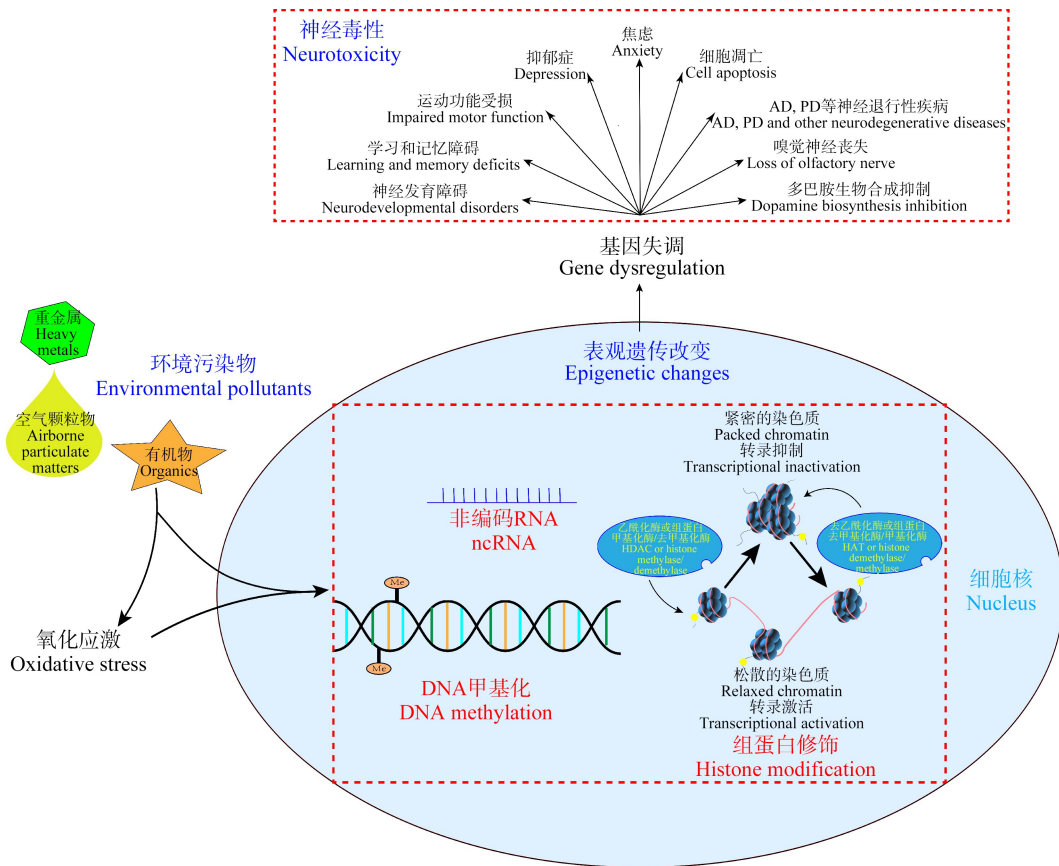 神经毒性
Neurotoxicity
焦虑
Anxiety
抑郁症
Depression
细胞凋亡
Cell apoptosis
运动功能受损
Impaired motor function
AD, PD等神经退行性疾病
AD, PD and other neurodegenerative diseases
学习和记忆障碍
Learning and memory deficits
嗅觉神经丧失
Loss of olfactory nerve
神经发育障碍
Neurodevelopmental disorders
多巴胺生物合成抑制
Dopamine biosynthesis inhibition
基因失调
Gene dysregulation
重金属
Heavy
metals
环境污染物
Environmental pollutants
空气颗粒物
Airborne
particulate
matters
有机物
Organics
氧化应激
Oxidative stress
表观遗传改变
Epigenetic changes
紧密的染色质
Packed chromatin
转录抑制
Transcriptional inactivation
非编码RNA
ncRNA
乙酰化酶或组蛋白
甲基化酶/去甲基化酶
HDAC or histone
methylase/
demethylase
去乙酰化酶或组蛋白
去甲基化酶/甲基化酶
HAT or histone
demethylase/
methylase
细胞核
Nucleus
Me
Me
DNA甲基化
DNA methylation
松散的染色质
Relaxed chromatin
转录激活
Transcriptional activation
组蛋白修饰
Histone modification